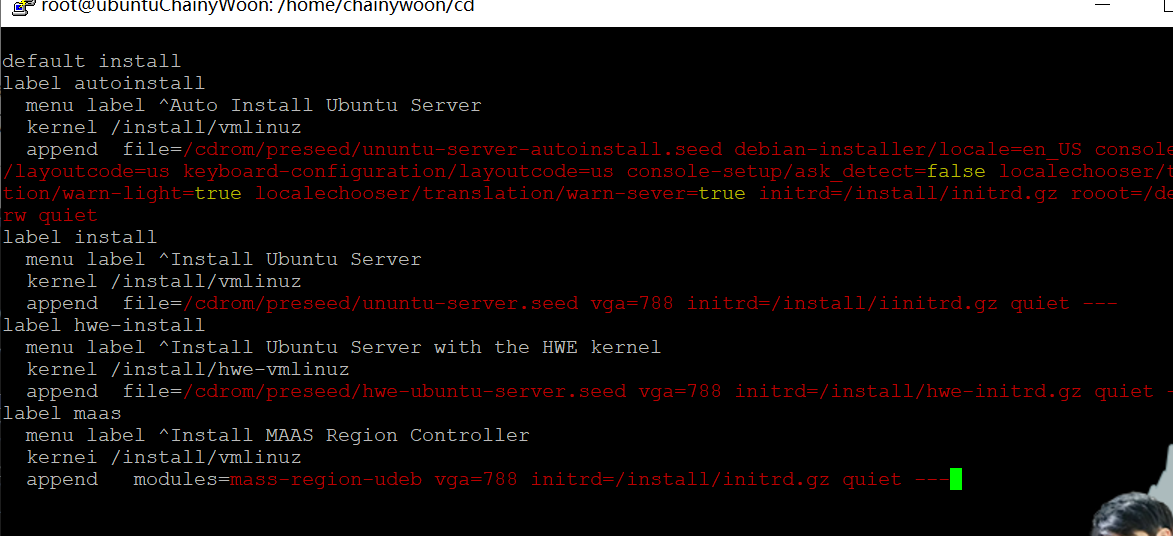 root@ubuntuChainyWoon: /home/chainywoon/cd
default install
label autoinstall
  menu label ^Auto Install Ubuntu Server
  kernel /install/vmlinuz
  append  file=/cdrom/preseed/ununtu-server-autoinstall.seed debian-installer/locale=en_US console
/layoutcode=us keyboard-configuration/layoutcode=us console-setup/ask_detect=false localechooser/t
tion/warn-light=true localechooser/translation/warn-sever=true initrd=/install/initrd.gz rooot=/de
rw quiet
label install
  menu label ^Install Ubuntu Server
  kernel /install/vmlinuz
  append  file=/cdrom/preseed/ununtu-server.seed vga=788 initrd=/install/iinitrd.gz quiet ---
label hwe-install
  menu label ^Install Ubuntu Server with the HWE kernel
  kernel /install/hwe-vmlinuz
  append  file=/cdrom/preseed/hwe-ubuntu-server.seed vga=788 initrd=/install/hwe-initrd.gz quiet -
label maas
  menu label ^Install MAAS Region Controller
  kernei /install/vmlinuz
  append   modules=mass-region-udeb vga=788 initrd=/install/initrd.gz quiet ---